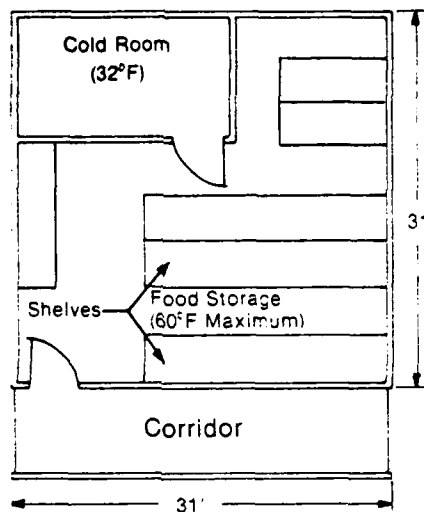 Cold Room
(32°F)
Shelves
Food Storage
(60°F Maximum)
Corridor
31'